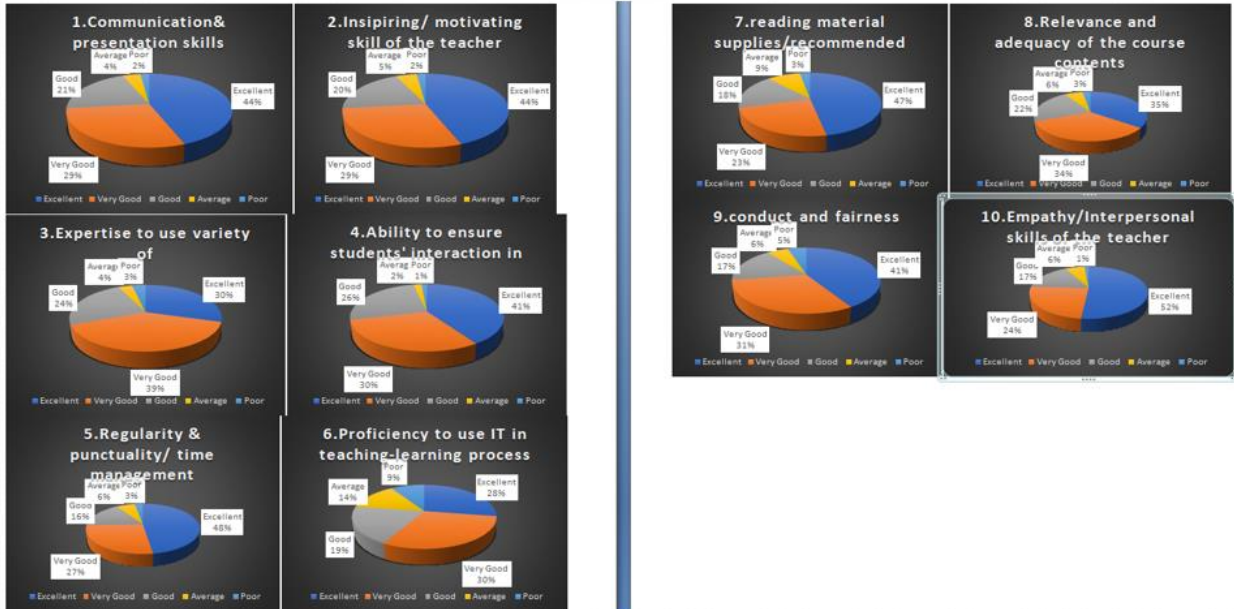 1.Communication&
presentation skills
Average
4%
Poor
2%
Good
21%
Excellent
44%
Very Good
29%
Excellent Very Good Good Average Poor
2.Insipiring/ motivating
skill of the teacher
Average
5%
Poor
2%
Good
20%
Excellent
44%
Very Good
29%
Excellent Very Good Good Average Poor
3.Expertise to use variety
of
Average
4%
Poor
3%
Good
24%
Excellent
30%
Very Good
39%
Excellent Very Good Good Average Poor
4.Ability to ensure
students' interaction in
Average
2%
Poor
1%
Good
26%
Excellent
41%
Very Good
30%
Excellent Very Good Good Average Poor
5.Regularity &
punctuality/ time
management
Average
6%
Poor
3%
Good
16%
Excellent
48%
Very Good
27%
Excellent Very Good Good Average Poor
6.Proficiency to use IT in
teaching-learning process
Poor
9%
Average
14%
Excellent
28%
Good
19%
Very Good
30%
Excellent Very Good Good Average Poor
7.reading material
supplies/recommended
Average
9%
Poor
3%
Good
18%
Excellent
47%
Very Good
23%
Excellent Very Good Good Average Poor
8.Relevance and
adequacy of the course
contents
Average
6%
Poor
3%
Good
22%
Excellent
35%
Very Good
34%
Excellent Very Good Good Average Poor
9.conduct and fairness
Average
6%
Poor
5%
Good
17%
Excellent
41%
Very Good
31%
Excellent Very Good Good Average Poor
10.Empathy/Interpersonal
skills of the teacher
Average
6%
Poor
1%
Good
17%
Excellent
52%
Very Good
24%
Excellent Very Good Good Average Poor